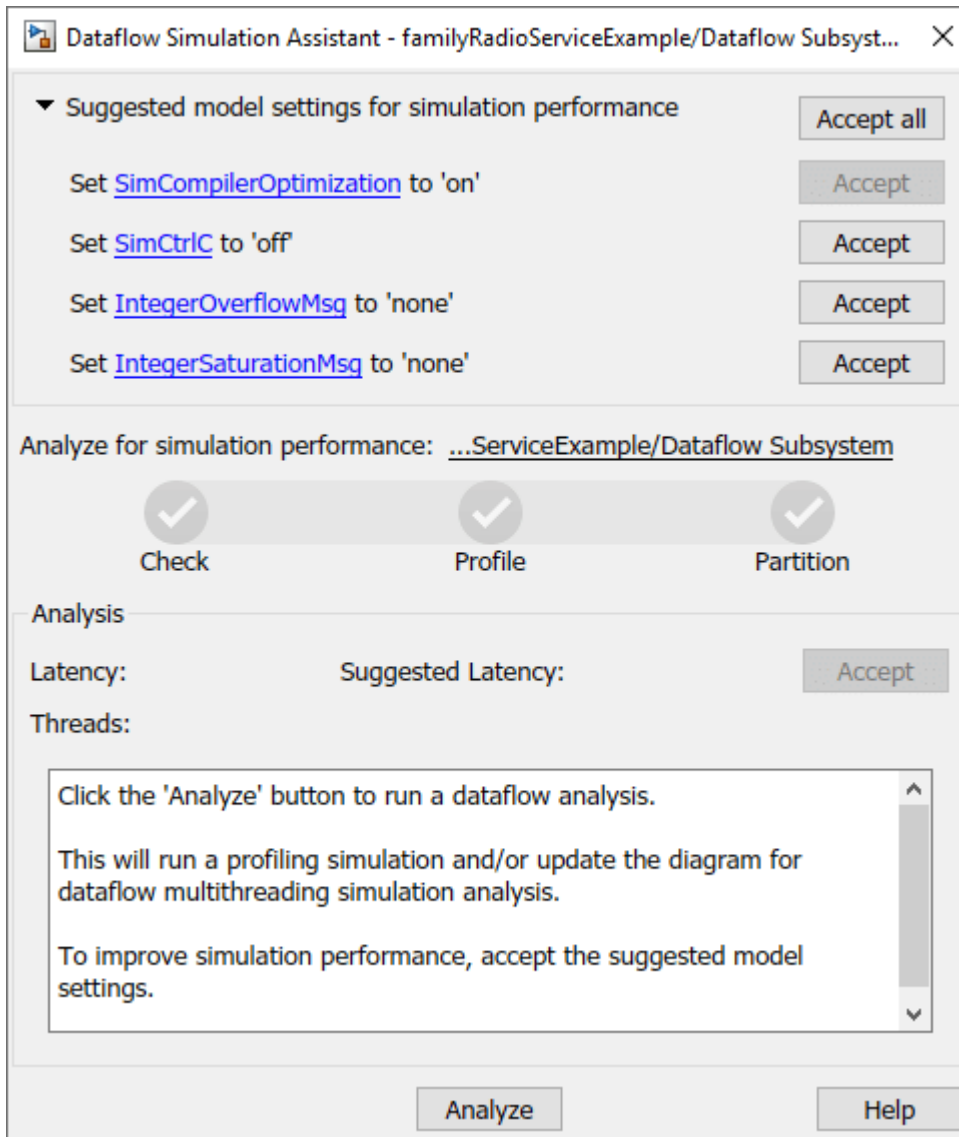 Dataflow Simulation Assistant - familyRadioServiceExample/Dataflow Subsyst...
Suggested model settings for simulation performance
Accept all
Set SimCompilerOptimization to 'on'
Accept
Set SimCtrlC to 'off'
Accept
Set IntegerOverflowMsg to 'none'
Accept
Set IntegerSaturationMsg to 'none'
Accept
Analyze for simulation performance: ...ServiceExample/Dataflow Subsystem
Check
Profile
Partition
Analysis
Latency:
Suggested Latency:
Accept
Threads:
Click the 'Analyze' button to run a dataflow analysis.
This will run a profiling simulation and/or update the diagram for
dataflow multithreading simulation analysis.
To improve simulation performance, accept the suggested model
settings.
Analyze
Help